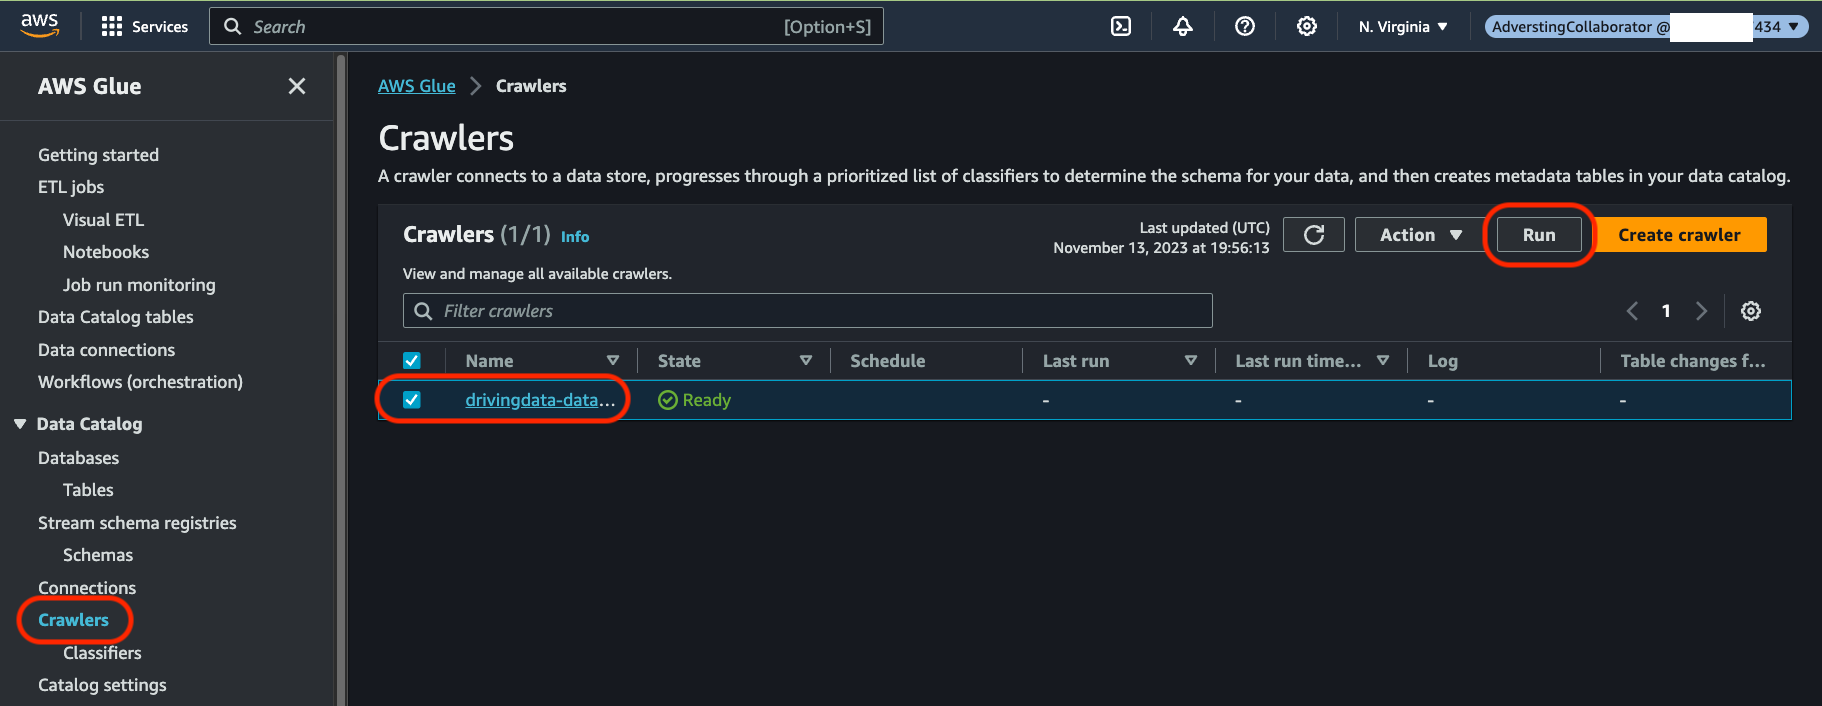 aws
Services
Search
[Option+S]
N. Virginia
AdverstingCollaborator @
434
AWS Glue
Getting started
ETL jobs
Visual ETL
Notebooks
Job run monitoring
Data Catalog tables
Data connections
Workflows (orchestration)
Data Catalog
Databases
Tables
Stream schema registries
Schemas
Connections
Crawlers
Classifiers
Catalog settings
AWS Glue > Crawlers
Crawlers
A crawler connects to a data store, progresses through a prioritized list of classifiers to determine the schema for your data, and then creates metadata tables in your data catalog.
Crawlers (1/1) Info
Last updated (UTC)
November 13, 2023 at 19:56:13
Action
Run
Create crawler
View and manage all available crawlers.
Filter crawlers
1
Name State Schedule Last run Last run time... Log Table changes f...
drivingdata-data... Ready - - - -